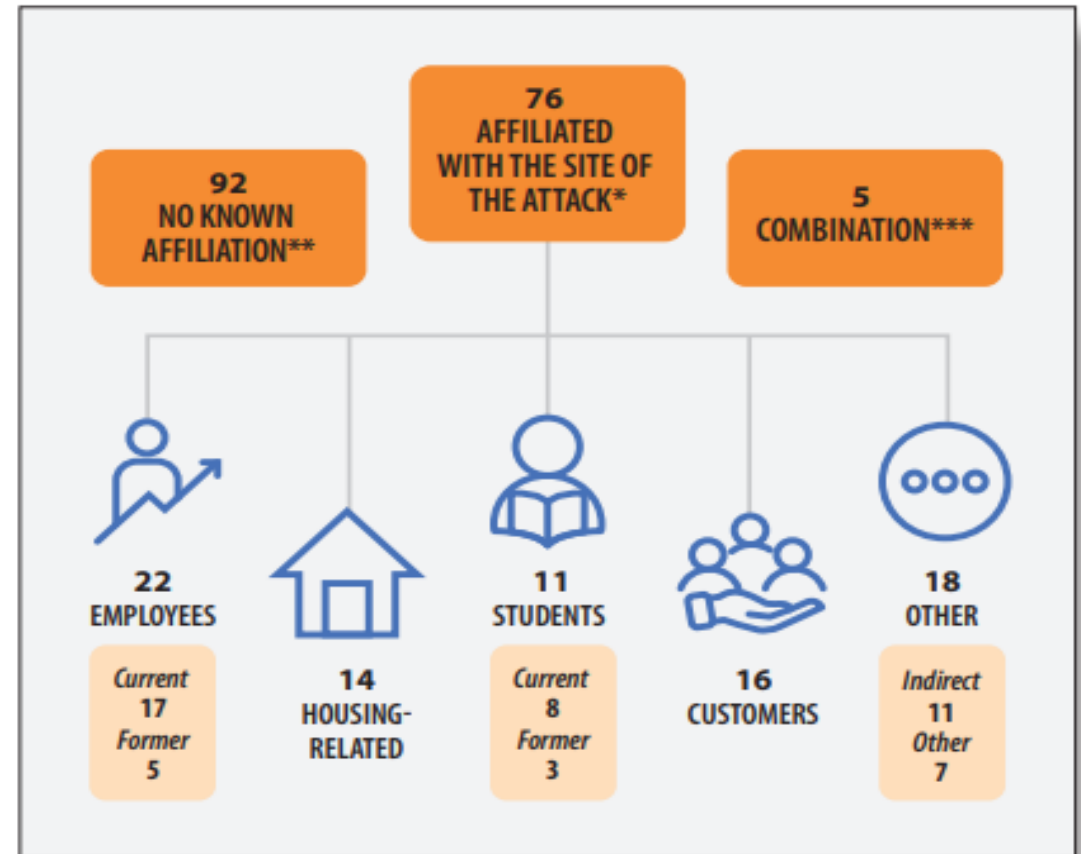 76
AFFILIATED
WITH THE SITE OF
THE ATTACK*
92
NO KNOWN
AFFILIATION**
5
COMBINATION***
22
EMPLOYEES
Current
17
Former
5
14
HOUSING-
RELATED
11
STUDENTS
Current
8
Former
3
16
CUSTOMERS
18
OTHER
Indirect
11
Other
7